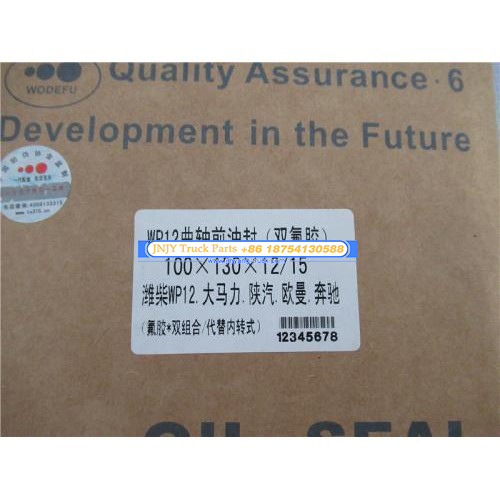 WODEFU
Quality Assurance·6
Development in the Future
WP12曲轴前油封(双氟胶)
JNJY Truck Parts +86 18754130588
100×130×12/15
潍柴WP12.大马力.陕汽.欧曼.奔驰
(氟胶*双组合/代替内转式)
12345678
OIL SEAL